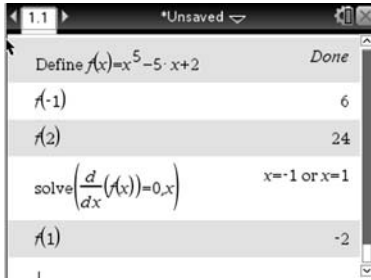 1.1 *Unsaved
Define f(x)=x^5-5·x+2 Done
f(-1) 6
f(2) 24
solve(d/dx(f(x))=0,x) x=-1 or x=1
f(1) -2